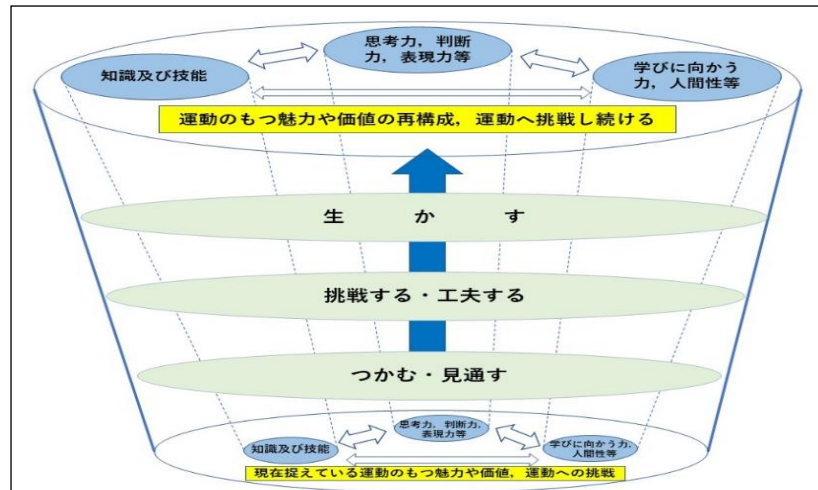 思考力，判断
力，表現力等
知識及び技能
学びに向かう
力，人間性等
運動のもつ魅力や価値の再構成，運動へ挑戦し続ける
生 か す
挑戦する・工夫する
つかむ・見通す
思考力，判断力，
表現力等
知識及び技能
学びに向かう力，
人間性等
現在捉えている運動のもつ魅力や価値，運動への挑戦